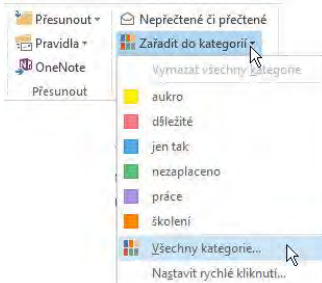 Přesunout
Nepřečtené či přečtené
Pravidla
Zařadit do kategorií
OneNote
Vymazat všechny kategorie
Přesunout
aukro
důležité
jen tak
nezaplaceno
práce
školení
Všechny kategorie...
Nastavit rychlé kliknutí...